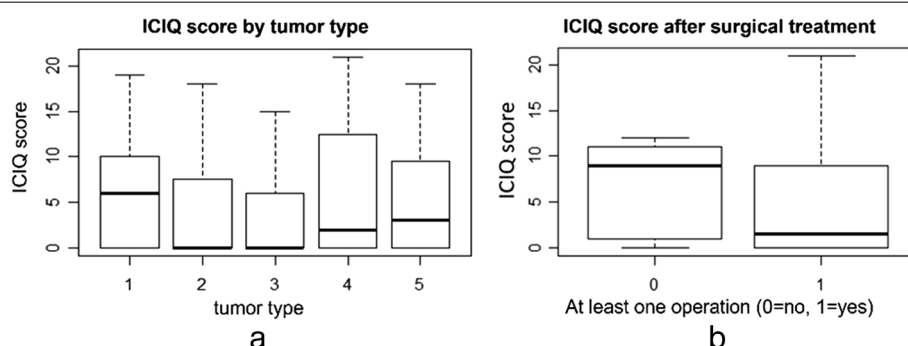 ICIQ score by tumor type
ICIQ score
20
15
10
5
0
1 2 3 4 5
tumor type
a
ICIQ score after surgical treatment
ICIQ score
20
15
10
5
0
0 1
At least one operation (0=no, 1=yes)
b